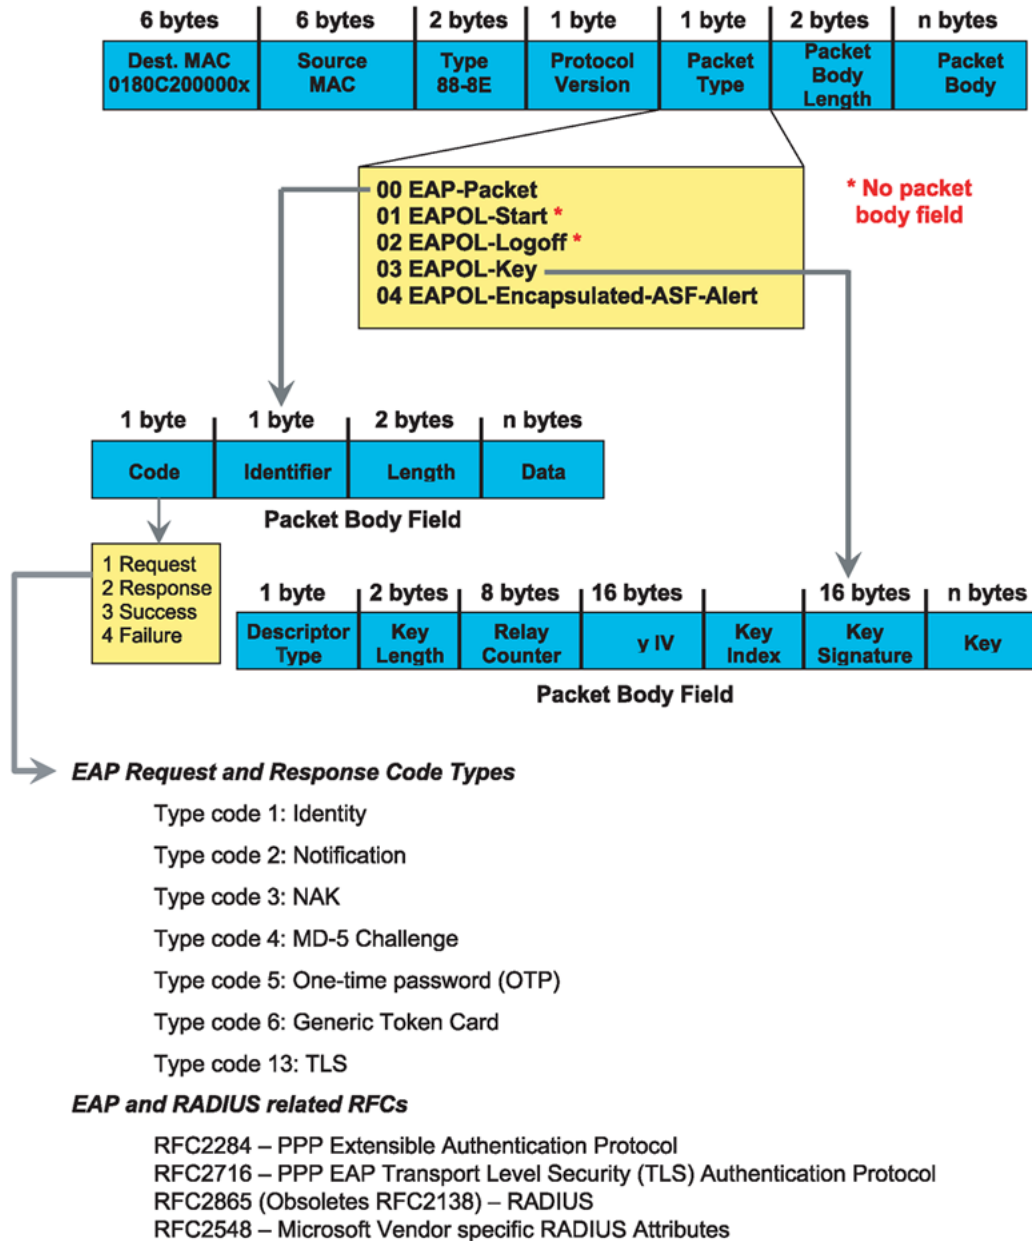 6 bytes 6 bytes 2 bytes 1 byte 1 byte 2 bytes n bytes
Dest. MAC
0180C200000x
Source
MAC
Type
88-8E
Protocol
Version
Packet
Type
Packet
Body
Length
Packet
Body
00 EAP-Packet
01 EAPOL-Start *
02 EAPOL-Logoff *
03 EAPOL-Key
04 EAPOL-Encapsulated-ASF-Alert
* No packet
body field
1 byte 1 byte 2 bytes n bytes
Code Identifier Length Data
Packet Body Field
1 Request
2 Response
3 Success
4 Failure
1 byte 2 bytes 8 bytes 16 bytes 16 bytes n bytes
Descriptor
Type
Key
Length
Relay
Counter
y IV
Key
Index
Key
Signature
Key
Packet Body Field
EAP Request and Response Code Types
Type code 1: Identity
Type code 2: Notification
Type code 3: NAK
Type code 4: MD-5 Challenge
Type code 5: One-time password (OTP)
Type code 6: Generic Token Card
Type code 13: TLS
EAP and RADIUS related RFCs
RFC2284 – PPP Extensible Authentication Protocol
RFC2716 – PPP EAP Transport Level Security (TLS) Authentication Protocol
RFC2865 (Obsoletes RFC2138) – RADIUS
RFC2548 – Microsoft Vendor specific RADIUS Attributes